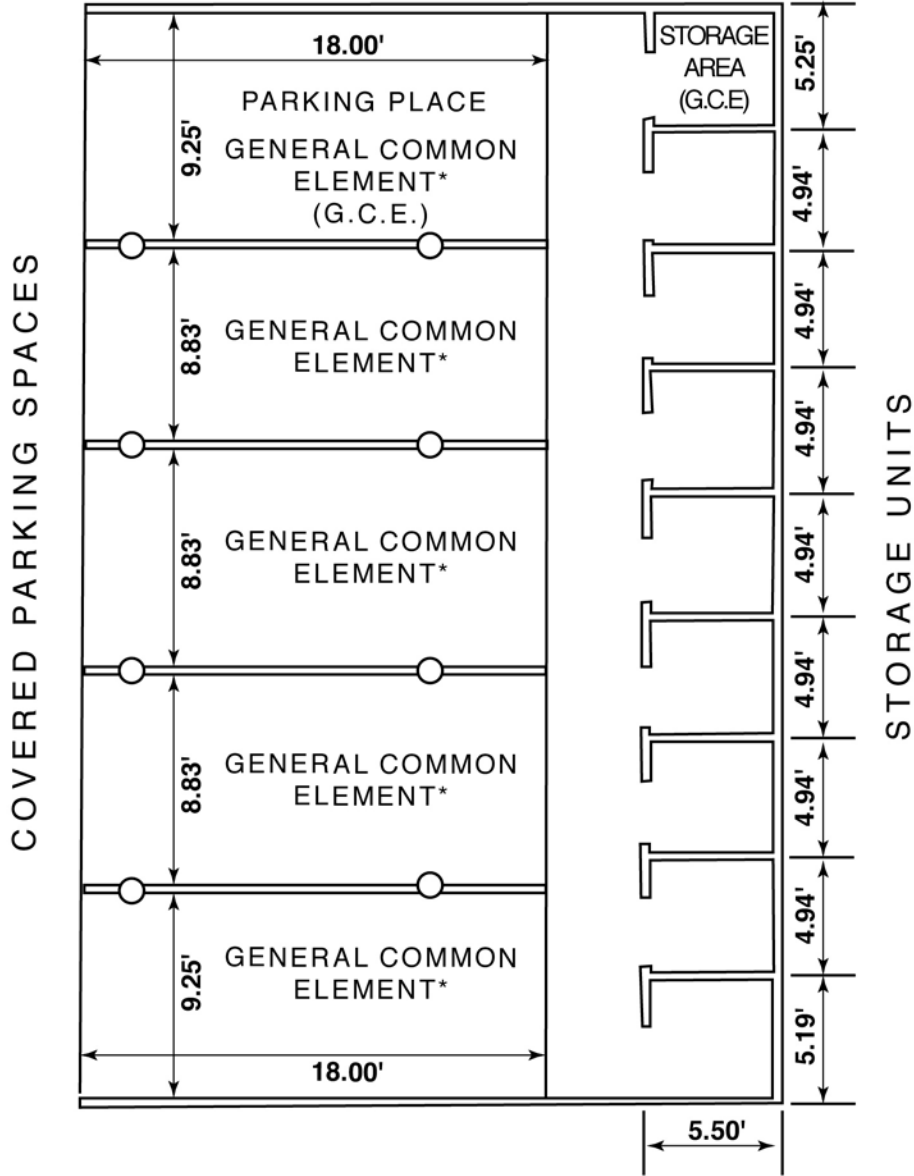 COVERED PARKING SPACES
18.00'
PARKING PLACE
9.25'
GENERAL COMMON
ELEMENT*
(G.C.E.)
8.83'
GENERAL COMMON
ELEMENT*
8.83'
GENERAL COMMON
ELEMENT*
8.83'
GENERAL COMMON
ELEMENT*
9.25'
GENERAL COMMON
ELEMENT*
18.00'
STORAGE
AREA
(G.C.E)
5.25'
4.94'
4.94'
4.94'
4.94'
4.94'
4.94'
4.94'
5.19'
5.50'
STORAGE UNITS